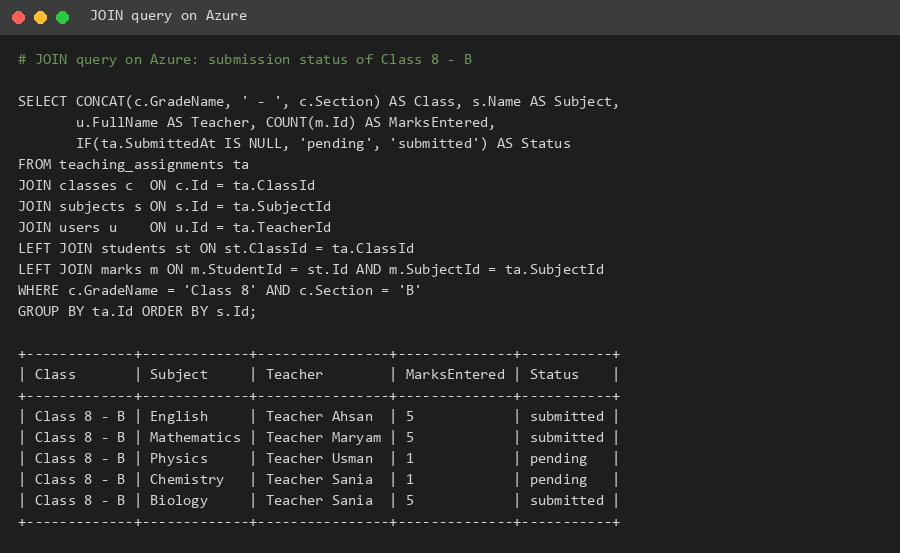 JOIN query on Azure
# JOIN query on Azure: submission status of Class 8 - B
SELECT CONCAT(c.GradeName, ' - ', c.Section) AS Class, s.Name AS Subject,
       u.FullName AS Teacher, COUNT(m.Id) AS MarksEntered,
       IF(ta.SubmittedAt IS NULL, 'pending', 'submitted') AS Status
FROM teaching_assignments ta
JOIN classes c  ON c.Id = ta.ClassId
JOIN subjects s ON s.Id = ta.SubjectId
JOIN users u    ON u.Id = ta.TeacherId
LEFT JOIN students st ON st.ClassId = ta.ClassId
LEFT JOIN marks m ON m.StudentId = st.Id AND m.SubjectId = ta.SubjectId
WHERE c.GradeName = 'Class 8' AND c.Section = 'B'
GROUP BY ta.Id ORDER BY s.Id;
+-------------+-------------+----------------+--------------+-----------+
| Class       | Subject     | Teacher        | MarksEntered | Status    |
+-------------+-------------+----------------+--------------+-----------+
| Class 8 - B | English     | Teacher Ahsan  | 5            | submitted |
| Class 8 - B | Mathematics | Teacher Maryam | 5            | submitted |
| Class 8 - B | Physics     | Teacher Usman  | 1            | pending   |
| Class 8 - B | Chemistry   | Teacher Sania  | 1            | pending   |
| Class 8 - B | Biology     | Teacher Sania  | 5            | submitted |
+-------------+-------------+----------------+--------------+-----------+